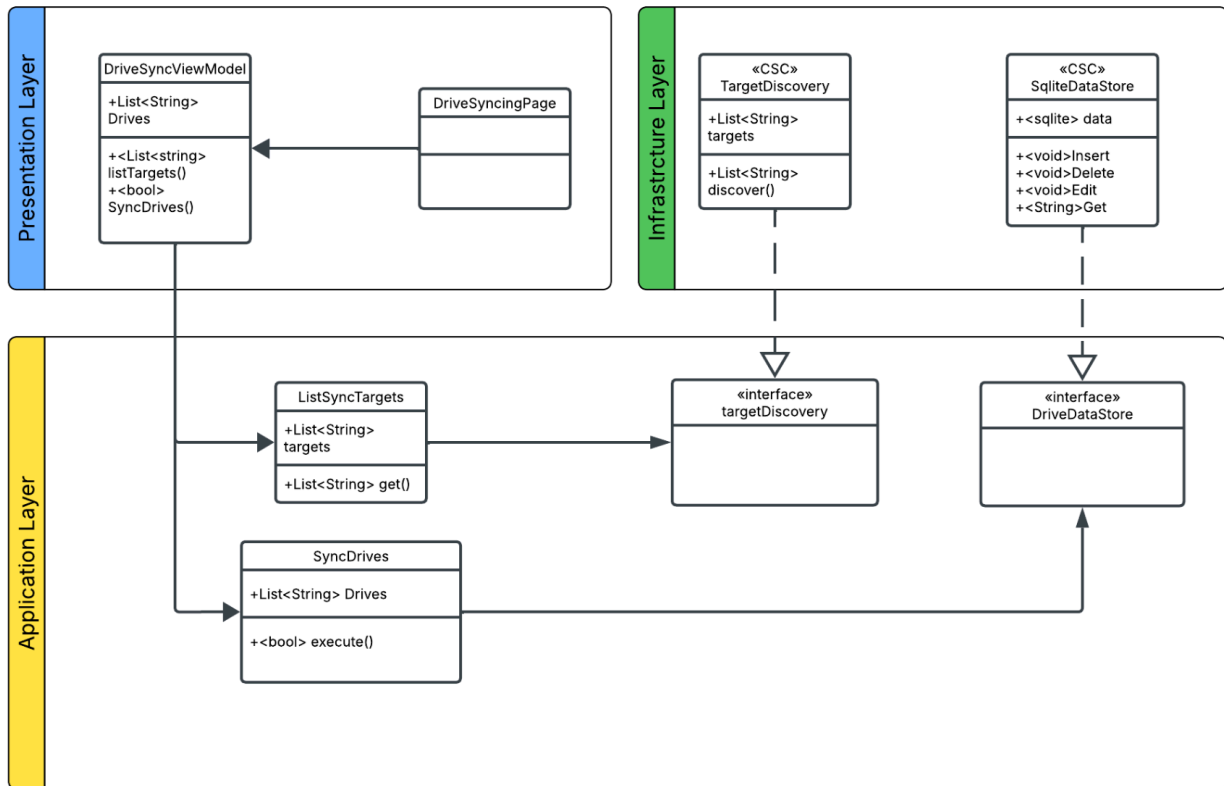 Presentation Layer
DriveSyncViewModel
+List<String>
Drives
+<List<string>
listTargets()
+<bool>
SyncDrives()
DriveSyncingPage
Infrastrcture Layer
«CSC»
TargetDiscovery
+List<String>
targets
+List<String>
discover()
«CSC»
SqliteDataStore
+<sqlite> data
+<void>Insert
+<void>Delete
+<void>Edit
+<String>Get
Application Layer
ListSyncTargets
+List<String>
targets
+List<String> get()
«interface»
targetDiscovery
«interface»
DriveDataStore
SyncDrives
+List<String> Drives
+<bool> execute()